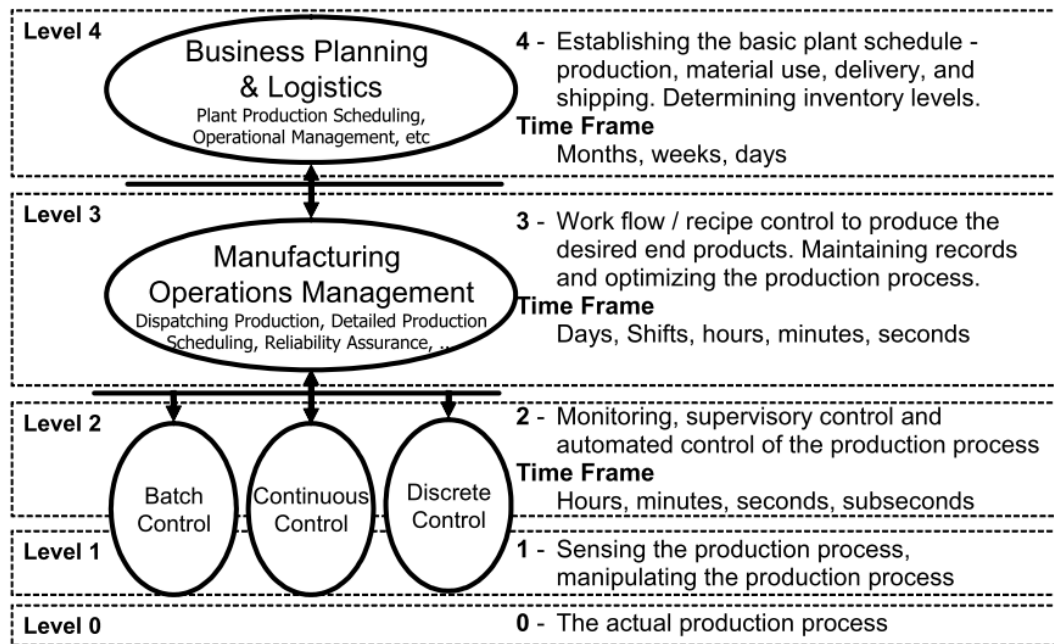 Level 4
Business Planning
& Logistics
Plant Production Scheduling,
Operational Management, etc
4 - Establishing the basic plant schedule -
production, material use, delivery, and
shipping. Determining inventory levels.
Time Frame
Months, weeks, days
Level 3
Manufacturing
Operations Management
Dispatching Production, Detailed Production
Scheduling, Reliability Assurance, ...
3 - Work flow / recipe control to produce the
desired end products. Maintaining records
and optimizing the production process.
Time Frame
Days, Shifts, hours, minutes, seconds
Level 2
Batch
Control
Continuous
Control
Discrete
Control
2 - Monitoring, supervisory control and
automated control of the production process
Time Frame
Hours, minutes, seconds, subseconds
Level 1
1 - Sensing the production process,
manipulating the production process
Level 0
0 - The actual production process